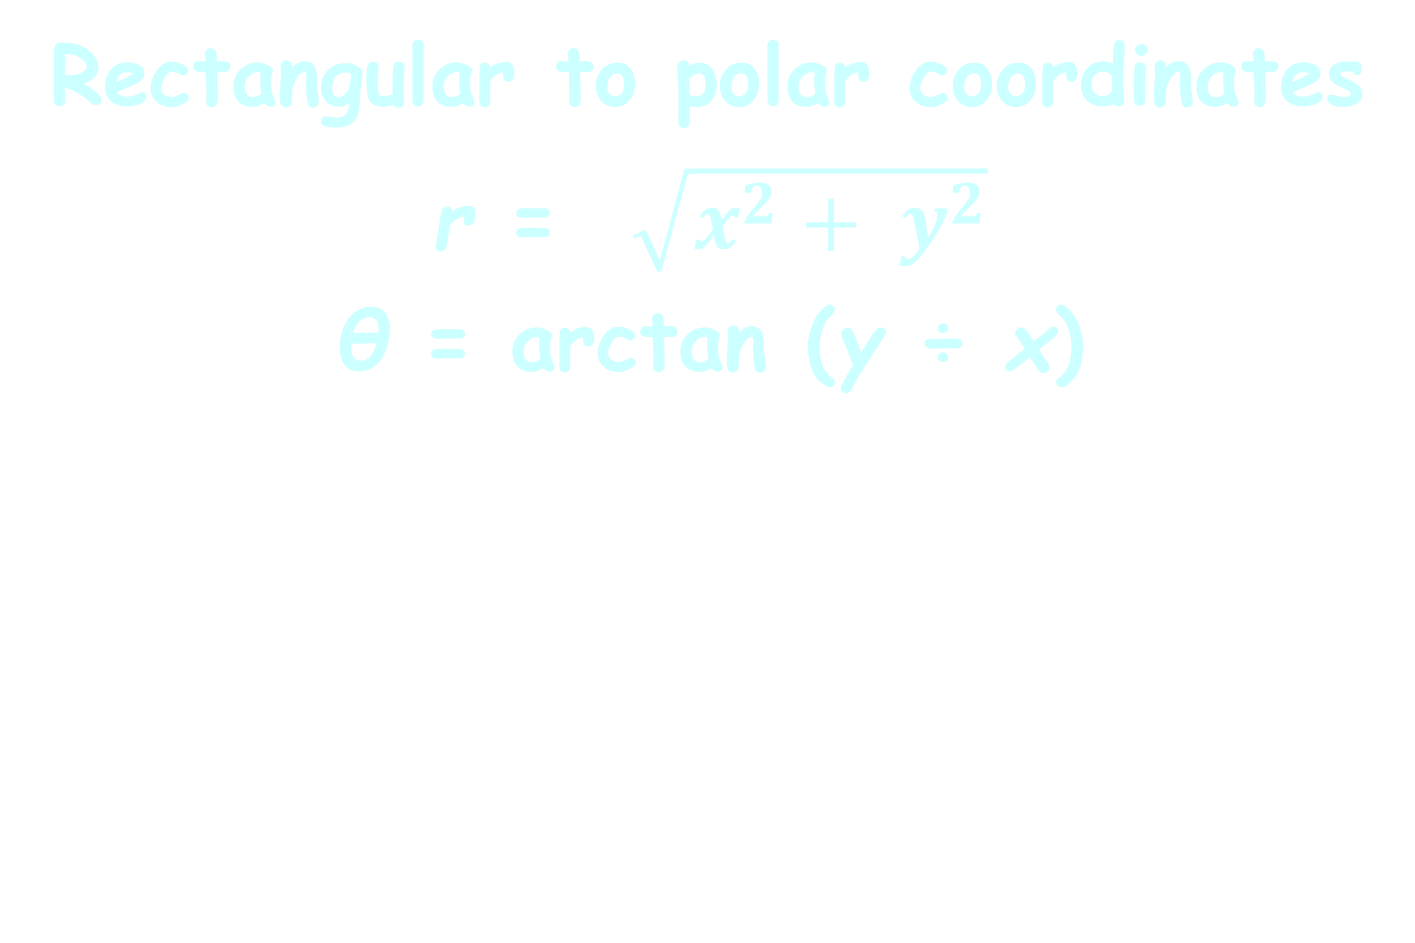 Rectangular to polar coordinates
r = √(x² + y²)
θ = arctan (y ÷ x)